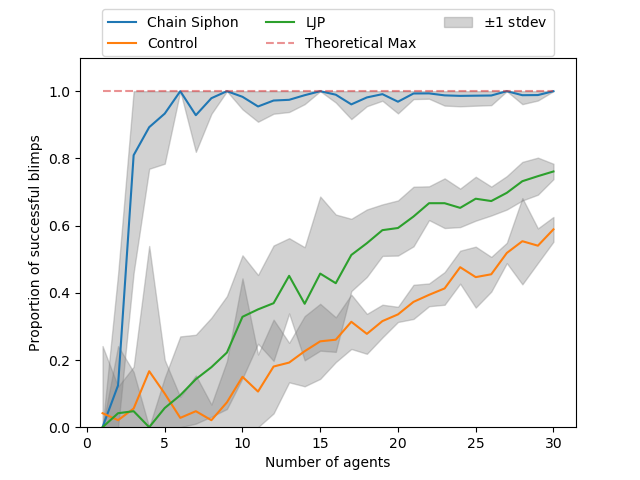 Chain Siphon LJP ±1 stdev
Control Theoretical Max
1.0
0.8
0.6
0.4
0.2
0.0
Proportion of successful blimps
0 5 10 15 20 25 30
Number of agents